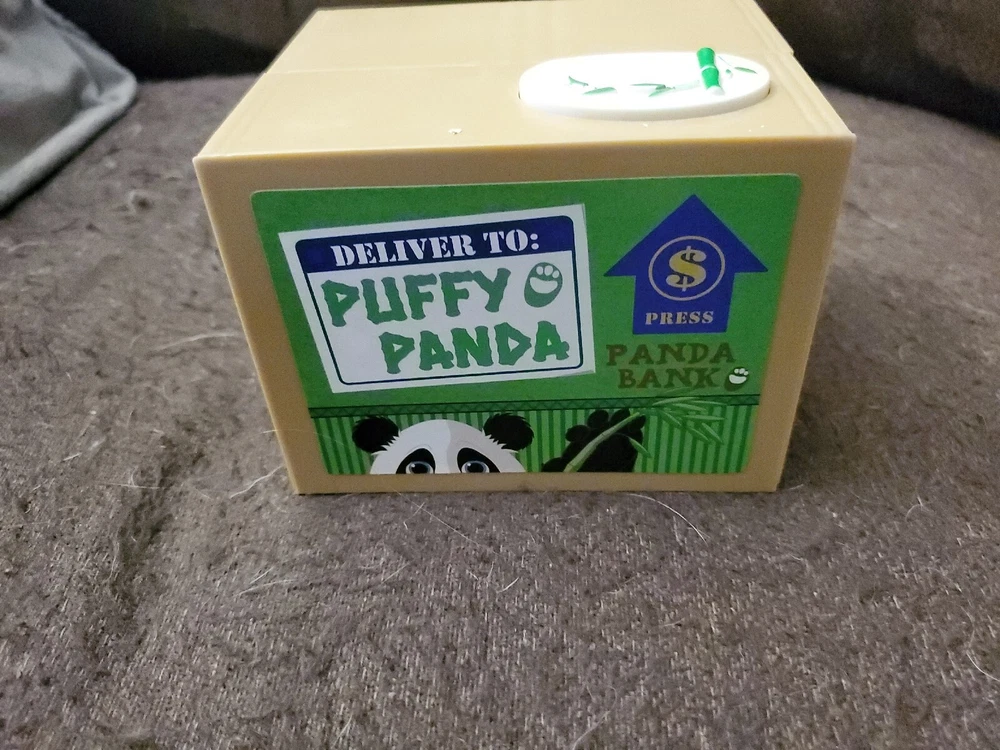 DELIVER TO:
PUFFY
PANDA
$
PRESS
PANDA
BANK